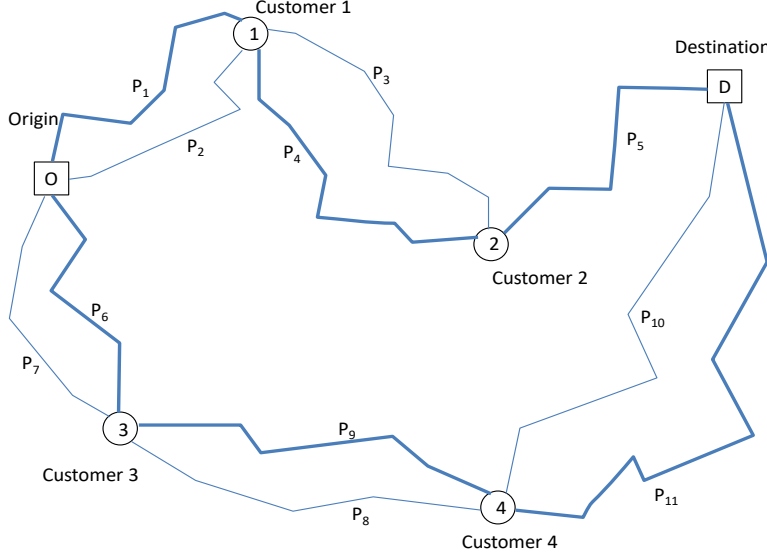 Customer 1
1
P₃
Destination
P₁
D
Origin
P₂
P₄
P₅
O
2
Customer 2
P₆
P₁₀
P₇
3
P₉
Customer 3
P₁₁
4
P₈
Customer 4